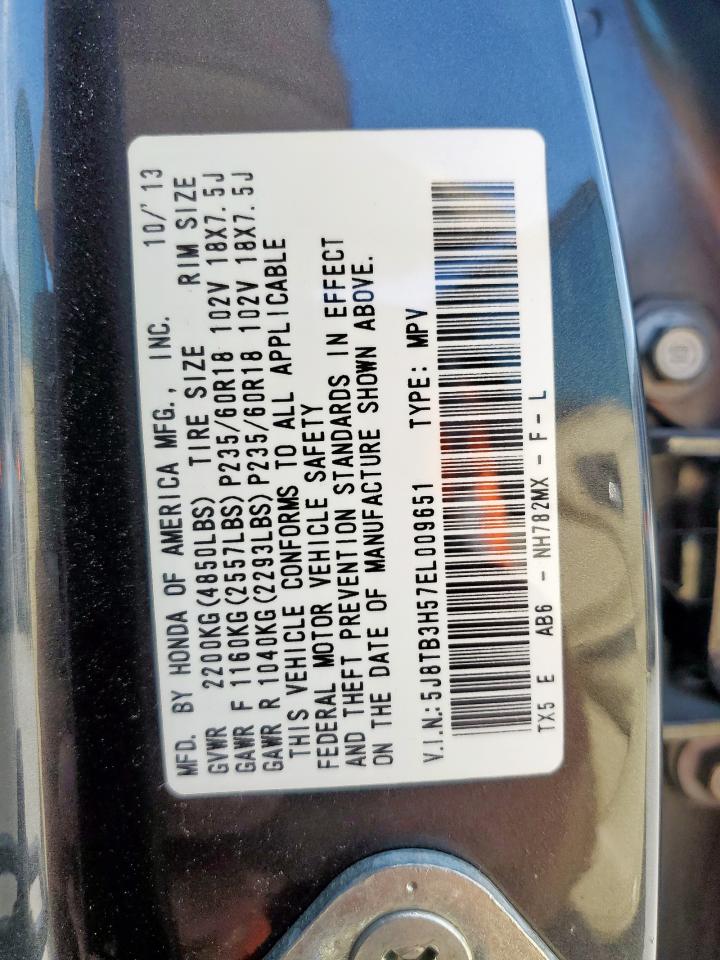 MFD. BY HONDA OF AMERICA MFG., INC. 10/'13
GVWR 2200KG(4850LBS) TIRE SIZE RIM SIZE
GAWR F 1160KG(2557LBS) P235/60R18 102V 18X7.5J
GAWR R 1040KG(2293LBS) P235/60R18 102V 18X7.5J
THIS VEHICLE CONFORMS TO ALL APPLICABLE
FEDERAL MOTOR VEHICLE SAFETY
AND THEFT PREVENTION STANDARDS IN EFFECT
ON THE DATE OF MANUFACTURE SHOWN ABOVE.
V.I.N.: 5J8TB3H57EL009651 TYPE: MPV
TX5 E AB6 - NH782MX - F - L